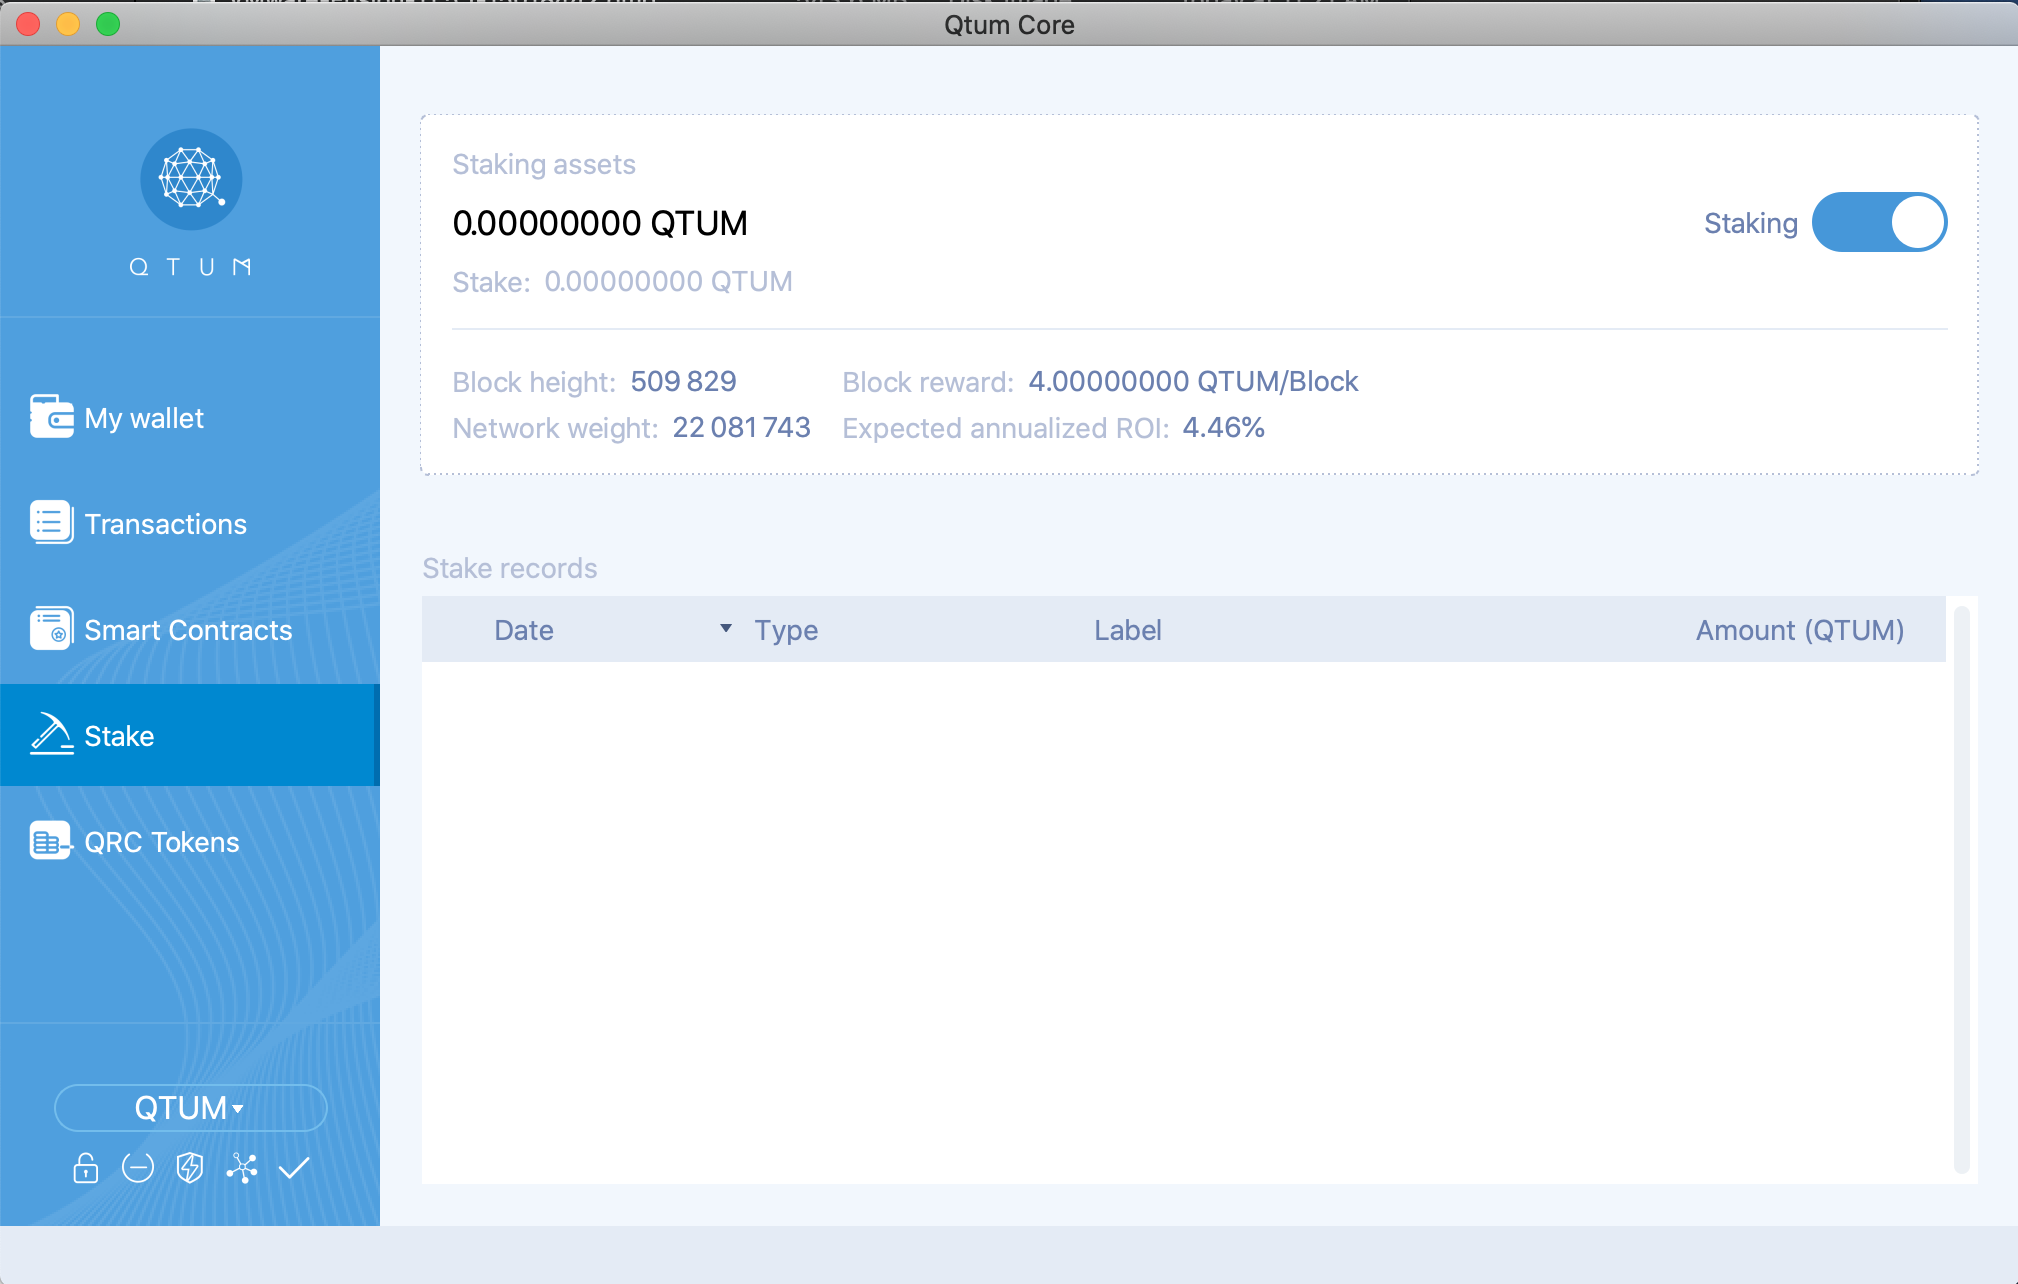 Qtum Core
QTUM
My wallet
Transactions
Smart Contracts
Stake
QRC Tokens
QTUM
Staking assets
0.00000000 QTUM
Staking
Stake: 0.00000000 QTUM
Block height: 509 829 Block reward: 4.00000000 QTUM/Block
Network weight: 22 081 743 Expected annualized ROI: 4.46%
Stake records
Date Type Label Amount (QTUM)